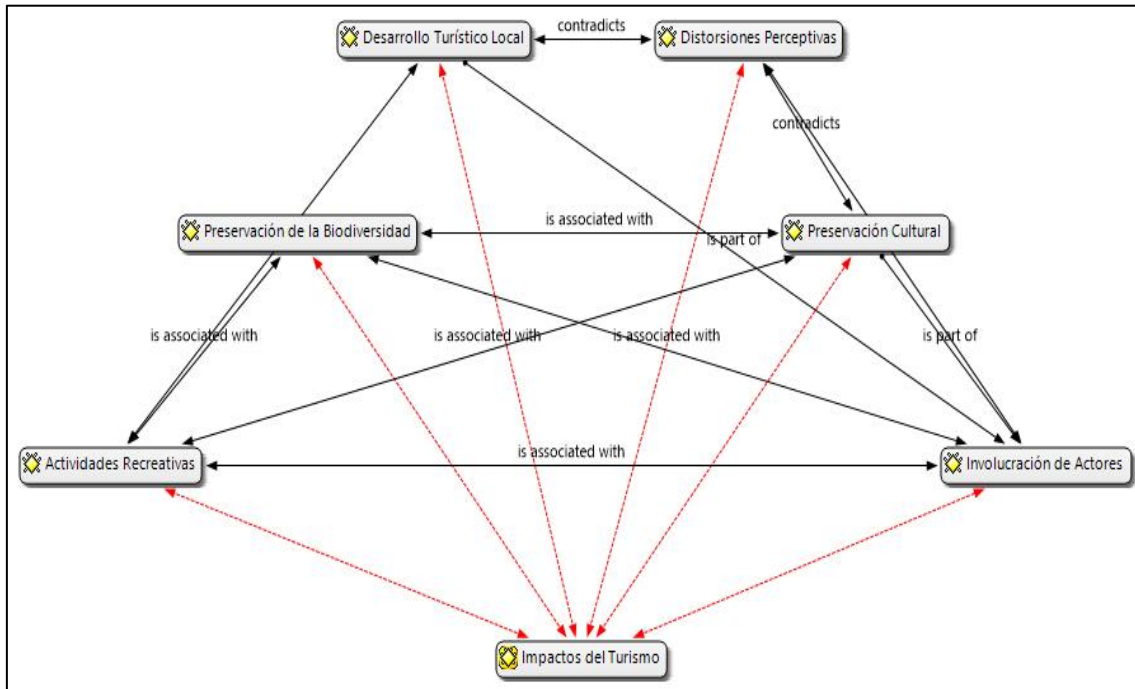 contradicts
Desarrollo Turístico Local
Distorsiones Perceptivas
contradicts
is associated with
Preservación de la Biodiversidad
Preservación Cultural
is part of
is associated with
is associated with
is associated with
is part of
is associated with
Actividades Recreativas
Involucración de Actores
Impactos del Turismo